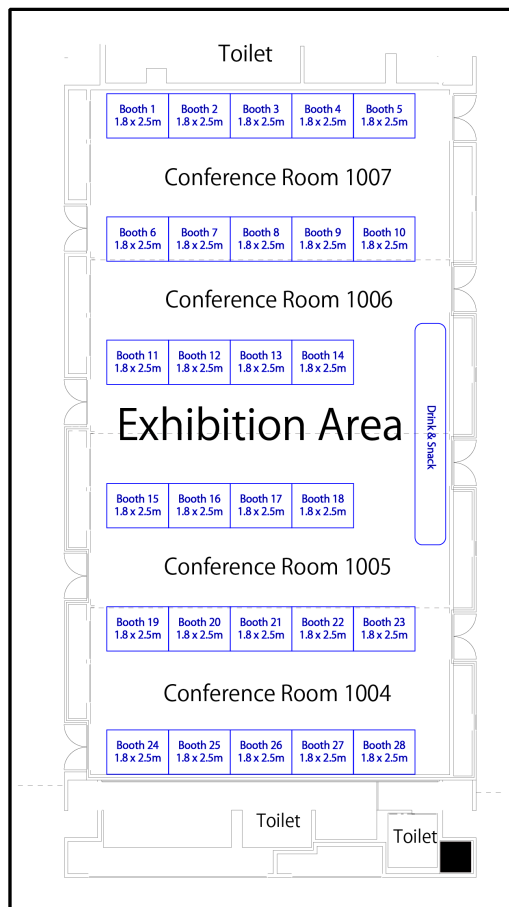 Toilet
Booth 1 Booth 2 Booth 3 Booth 4 Booth 5
1.8 x 2.5m 1.8 x 2.5m 1.8 x 2.5m 1.8 x 2.5m 1.8 x 2.5m
Conference Room 1007
Booth 6 Booth 7 Booth 8 Booth 9 Booth 10
1.8 x 2.5m 1.8 x 2.5m 1.8 x 2.5m 1.8 x 2.5m 1.8 x 2.5m
Conference Room 1006
Booth 11 Booth 12 Booth 13 Booth 14
1.8 x 2.5m 1.8 x 2.5m 1.8 x 2.5m 1.8 x 2.5m
Exhibition Area
Drink & Snack
Booth 15 Booth 16 Booth 17 Booth 18
1.8 x 2.5m 1.8 x 2.5m 1.8 x 2.5m 1.8 x 2.5m
Conference Room 1005
Booth 19 Booth 20 Booth 21 Booth 22 Booth 23
1.8 x 2.5m 1.8 x 2.5m 1.8 x 2.5m 1.8 x 2.5m 1.8 x 2.5m
Conference Room 1004
Booth 24 Booth 25 Booth 26 Booth 27 Booth 28
1.8 x 2.5m 1.8 x 2.5m 1.8 x 2.5m 1.8 x 2.5m 1.8 x 2.5m
Toilet
Toilet